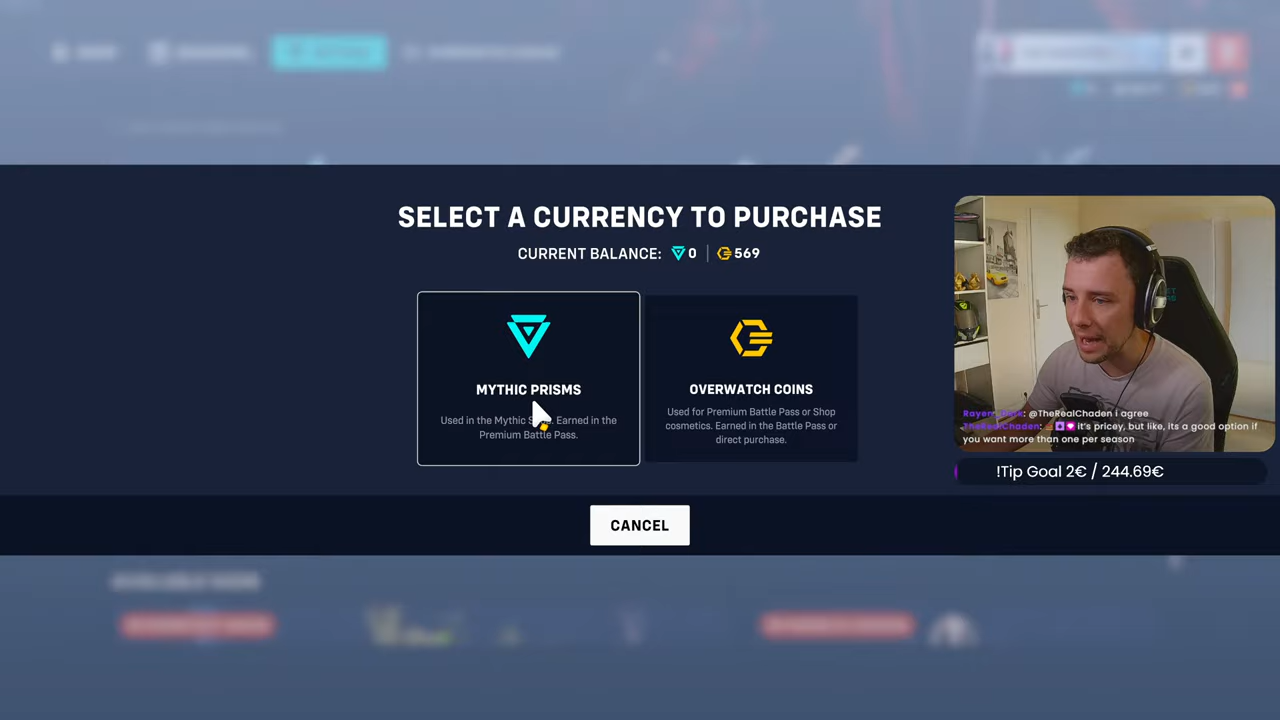 SELECT A CURRENCY TO PURCHASE
CURRENT BALANCE: 0 569
MYTHIC PRISMS
Used in the Mythic Earned in the
Premium Battle Pass.
OVERWATCH COINS
Used for Premium Battle Pass or Shop
cosmetics. Earned in the Battle Pass or
direct purchase.
CANCEL
@TheRealChaden i agree
TheRealChaden: it's pricey, but like, its a good option if
you want more than one per season
!Tip Goal 2€ / 244.69€